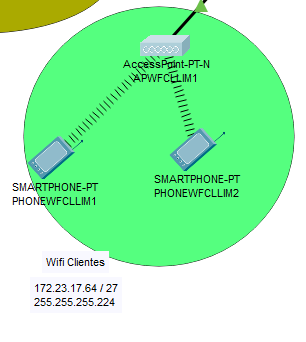 AccessPoint-PT-N
APWFCLLIM1
SMARTPHONE-PT
PHONEWFCLLIM1
SMARTPHONE-PT
PHONEWFCLLIM2
Wifi Clientes
172.23.17.64 / 27
255.255.255.224